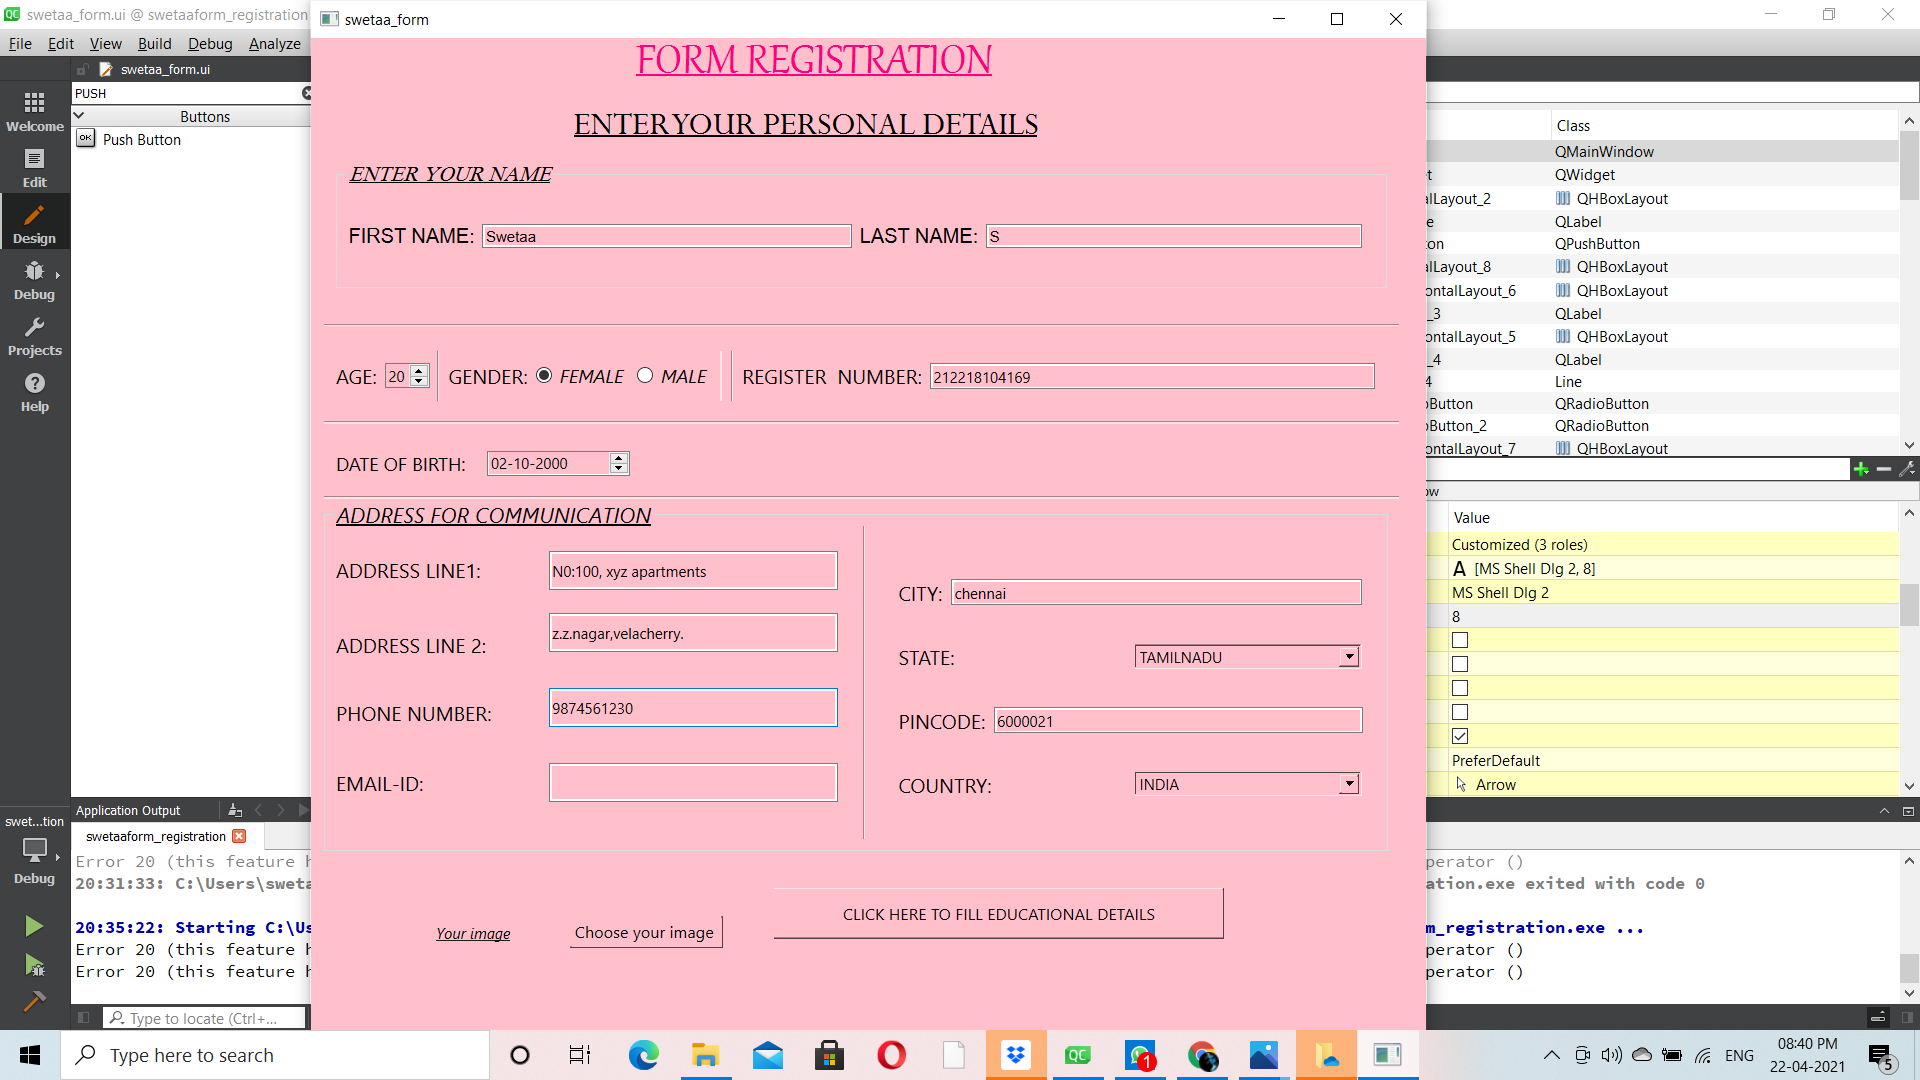 swetaa_form.ui @ swetaaform_registration
swetaa_form
File Edit View Build Debug Analyze
swetaa_form.ui
PUSH
Buttons
Push Button
Welcome
Edit
Design
Debug
Projects
Help
swet...tion
Debug
FORM REGISTRATION
ENTER YOUR PERSONAL DETAILS
ENTER YOUR NAME
FIRST NAME: Swetaa LAST NAME: S
AGE: 20 GENDER: FEMALE MALE REGISTER NUMBER: 212218104169
DATE OF BIRTH: 02-10-2000
ADDRESS FOR COMMUNICATION
ADDRESS LINE1: N0:100, xyz apartments
ADDRESS LINE 2: z.z.nagar,velacherry.
PHONE NUMBER: 9874561230
EMAIL-ID:
CITY: chennai
STATE: TAMILNADU
PINCODE: 6000021
COUNTRY: INDIA
Your image Choose your image CLICK HERE TO FILL EDUCATIONAL DETAILS
Class
QMainWindow
t QWidget
alLayout_2 QHBoxLayout
e QLabel
on QPushButton
alLayout_8 QHBoxLayout
ontalLayout_6 QHBoxLayout
_3 QLabel
ontalLayout_5 QHBoxLayout
_4 QLabel
4 Line
Button QRadioButton
Button_2 QRadioButton
ontalLayout_7 QHBoxLayout
ow
Value
Customized (3 roles)
A [MS Shell Dlg 2, 8]
MS Shell Dlg 2
8
PreferDefault
Arrow
Application Output
swetaaform_registration
Error 20 (this feature h perator ()
20:31:33: C:\Users\sweta ation.exe exited with code 0
20:35:22: Starting C:\Us m_registration.exe ...
Error 20 (this feature h perator ()
Error 20 (this feature h perator ()
Type to locate (Ctrl+...
Type here to search
QC
1
ENG
08:40 PM
22-04-2021
5